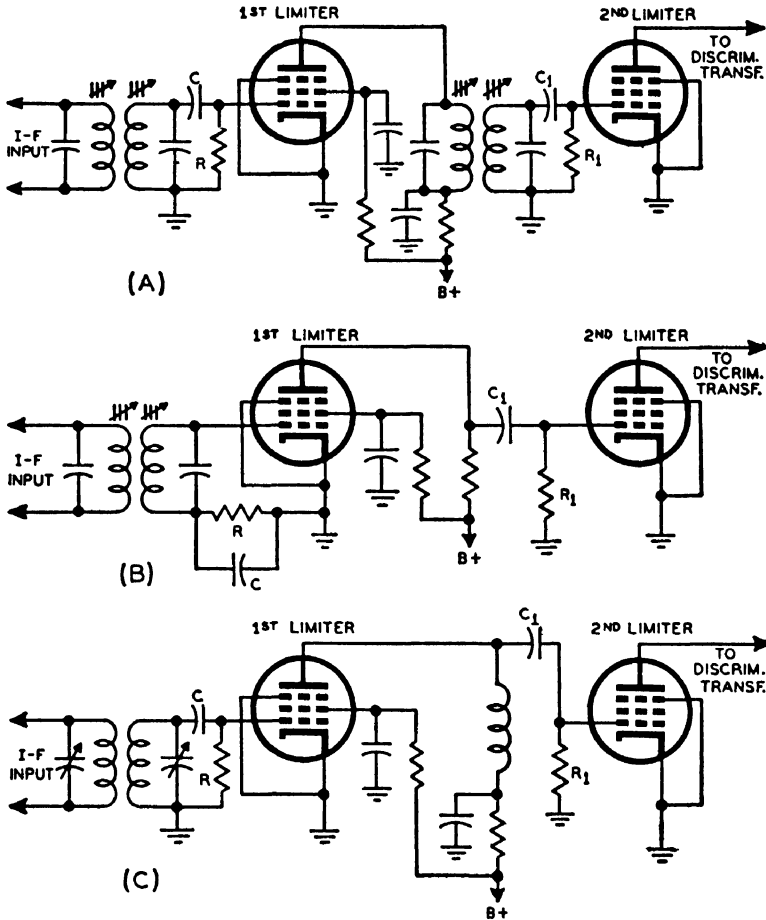 1ST LIMITER
2ND LIMITER
TO
DISCRIM.
TRANSF.
C
C1
I-F
INPUT
R
R1
B+
(A)
1ST LIMITER
2ND LIMITER
TO
DISCRIM.
TRANSF.
C1
I-F
INPUT
R1
R
B+
C
(B)
C1
1ST LIMITER
2ND LIMITER
TO
DISCRIM.
TRANSF.
C
I-F
INPUT
R
R1
(C)
B+